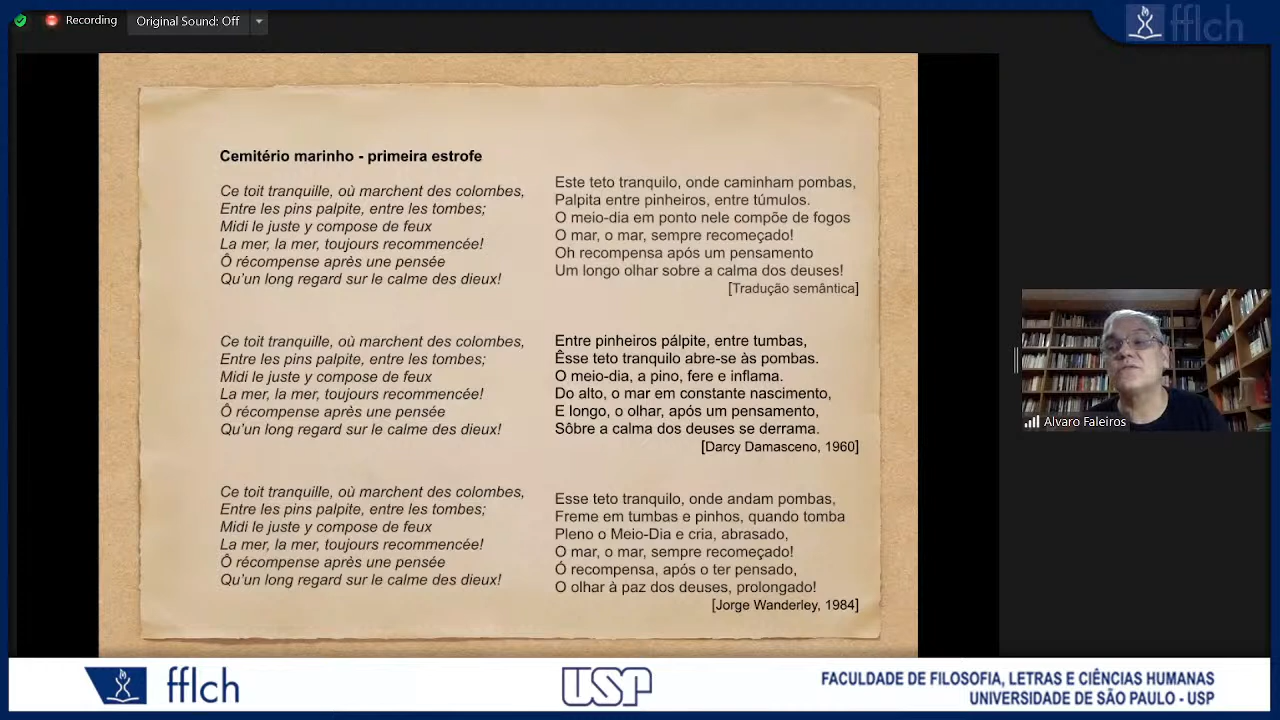 Recording
Original Sound: Off
fflch
Cemitério marinho - primeira estrofe
Ce toit tranquille, où marchent des colombes,
Entre les pins palpite, entre les tombes;
Midi le juste y compose de feux
La mer, la mer, toujours recommencée!
Ô récompense après une pensée
Qu'un long regard sur le calme des dieux!
Este teto tranquilo, onde caminham pombas,
Palpita entre pinheiros, entre túmulos.
O meio-dia em ponto nele compõe de fogos
O mar, o mar, sempre recomeçado!
Oh recompensa após um pensamento
Um longo olhar sobre a calma dos deuses!
[Tradução semântica]
Ce toit tranquille, où marchent des colombes,
Entre les pins palpite, entre les tombes;
Midi le juste y compose de feux
La mer, la mer, toujours recommencée!
Ô récompense après une pensée
Qu'un long regard sur le calme des dieux!
Entre pinheiros pálpite, entre tumbas,
Êsse teto tranquilo abre-se às pombas.
O meio-dia, a pino, fere e inflama.
Do alto, o mar em constante nascimento,
E longo, o olhar, após um pensamento,
Sôbre a calma dos deuses se derrama.
[Darcy Damasceno, 1960]
Ce toit tranquille, où marchent des colombes,
Entre les pins palpite, entre les tombes;
Midi le juste y compose de feux
La mer, la mer, toujours recommencée!
Ô récompense après une pensée
Qu'un long regard sur le calme des dieux!
Esse teto tranquilo, onde andam pombas,
Freme em tumbas e pinhos, quando tomba
Pleno o Meio-Dia e cria, abrasado,
O mar, o mar, sempre recomeçado!
Ó recompensa, após o ter pensado,
O olhar à paz dos deuses, prolongado!
[Jorge Wanderley, 1984]
Alvaro Faleiros
fflch
USP
FACULDADE DE FILOSOFIA, LETRAS E CIÊNCIAS HUMANAS
UNIVERSIDADE DE SÃO PAULO - USP